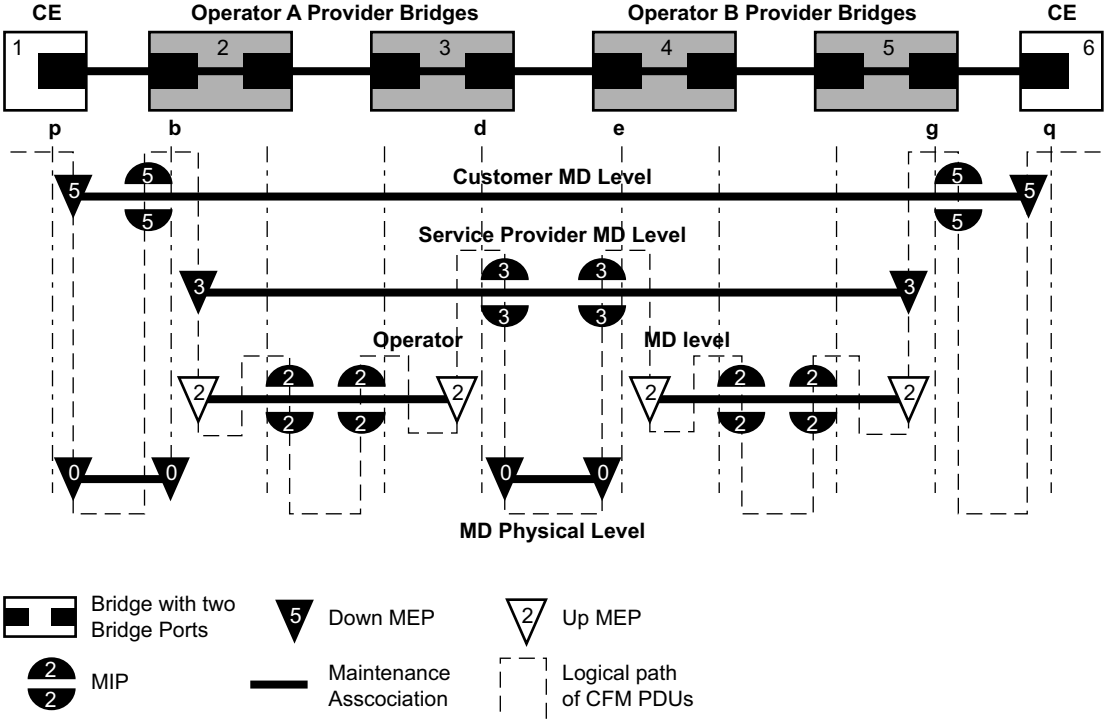 CE Operator A Provider Bridges Operator B Provider Bridges CE
1 2 3 4 5 6
p b d e g q
5 5 5 5
Customer MD Level
5 5
Service Provider MD Level
3 3
3 3
3 3
Operator MD level
2 2 2 2
2 2 2 2
2 2 2 2
0 0 0 0
MD Physical Level
Bridge with two
Bridge Ports
5 Down MEP
2 Up MEP
2
2
MIP
Maintenance
Asscociation
Logical path
of CFM PDUs